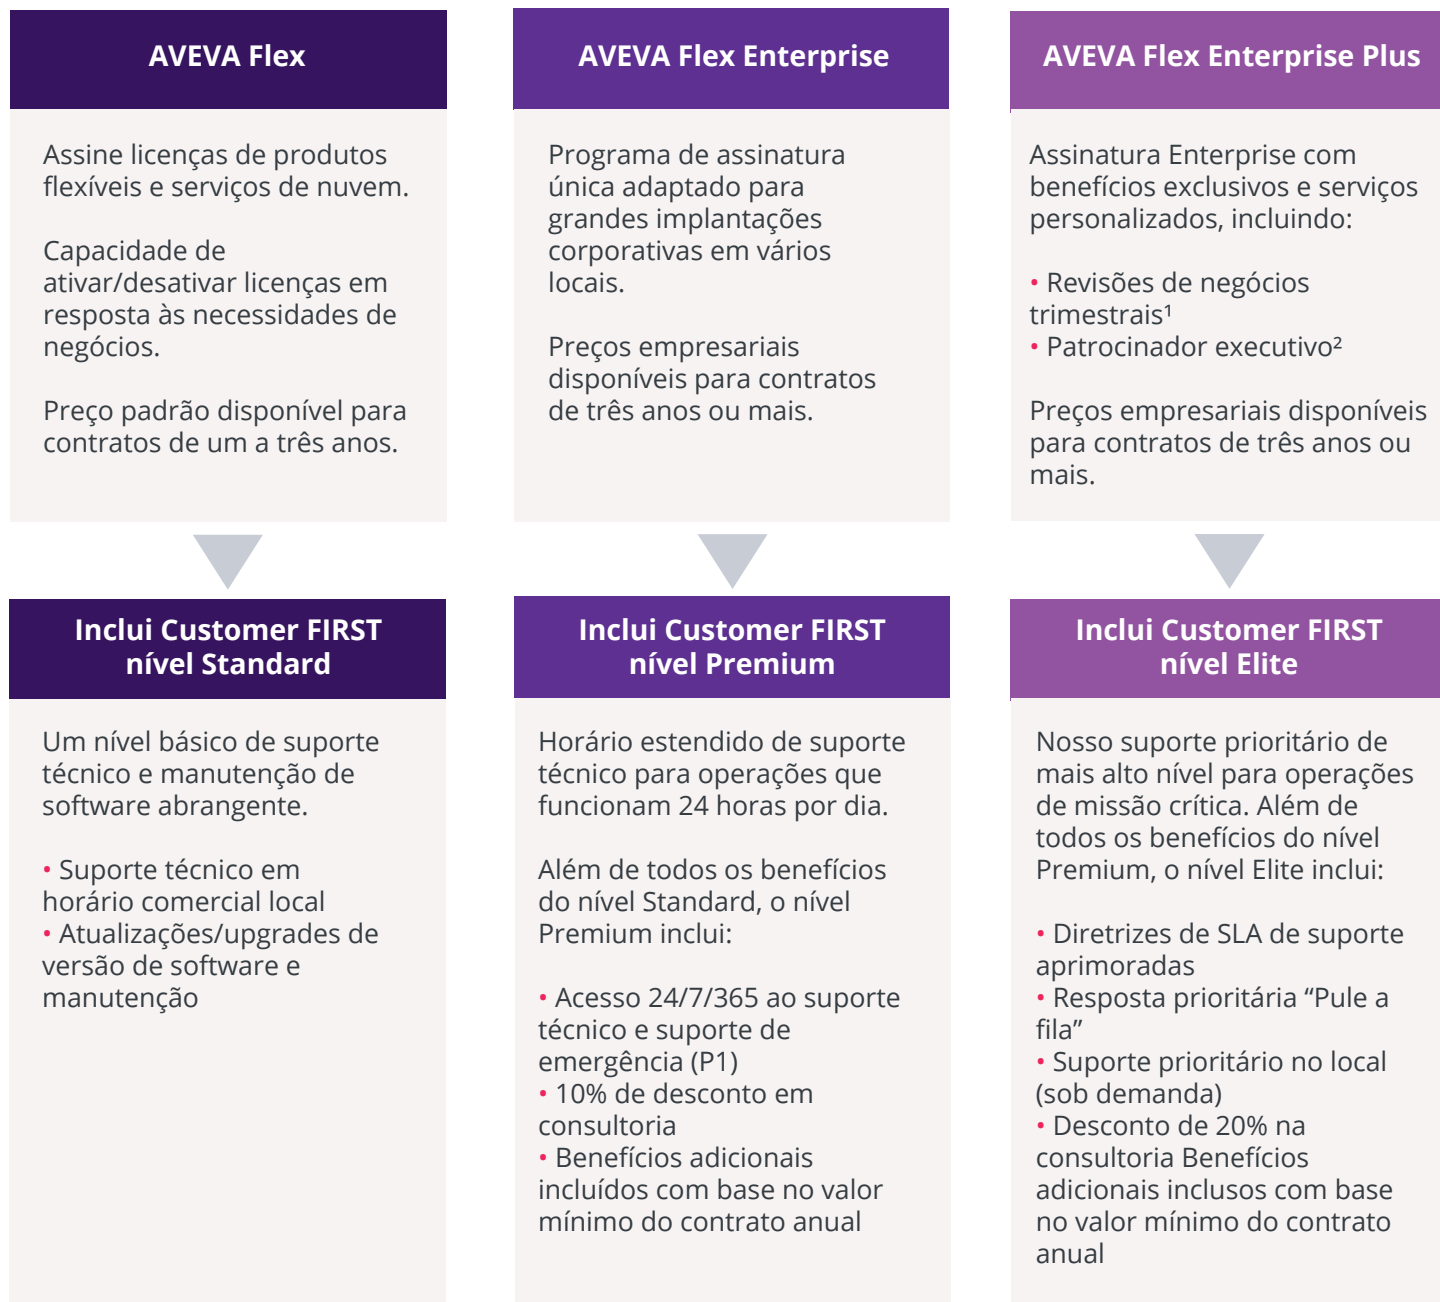 AVEVA Flex
Assine licenças de produtos
flexíveis e serviços de nuvem.
Capacidade de
ativar/desativar licenças em
resposta às necessidades de
negócios.
Preço padrão disponível para
contratos de um a três anos.
AVEVA Flex Enterprise
Programa de assinatura
única adaptado para
grandes implantações
corporativas em vários
locais.
Preços empresariais
disponíveis para contratos
de três anos ou mais.
AVEVA Flex Enterprise Plus
Assinatura Enterprise com
benefícios exclusivos e serviços
personalizados, incluindo:
• Revisões de negócios
trimestrais¹
• Patrocinador executivo²
Preços empresariais disponíveis
para contratos de três anos ou
mais.
Inclui Customer FIRST
nível Standard
Um nível básico de suporte
técnico e manutenção de
software abrangente.
• Suporte técnico em
horário comercial local
• Atualizações/upgrades de
versão de software e
manutenção
Inclui Customer FIRST
nível Premium
Horário estendido de suporte
técnico para operações que
funcionam 24 horas por dia.
Além de todos os benefícios
do nível Standard, o nível
Premium inclui:
• Acesso 24/7/365 ao suporte
técnico e suporte de
emergência (P1)
• 10% de desconto em
consultoria
• Benefícios adicionais
incluídos com base no valor
mínimo do contrato anual
Inclui Customer FIRST
nível Elite
Nosso suporte prioritário de
mais alto nível para operações
de missão crítica. Além de
todos os benefícios do nível
Premium, o nível Elite inclui:
• Diretrizes de SLA de suporte
aprimoradas
• Resposta prioritária “Pule a
fila”
• Suporte prioritário no local
(sob demanda)
• Desconto de 20% na
consultoria Benefícios
adicionais inclusos com base
no valor mínimo do contrato
anual